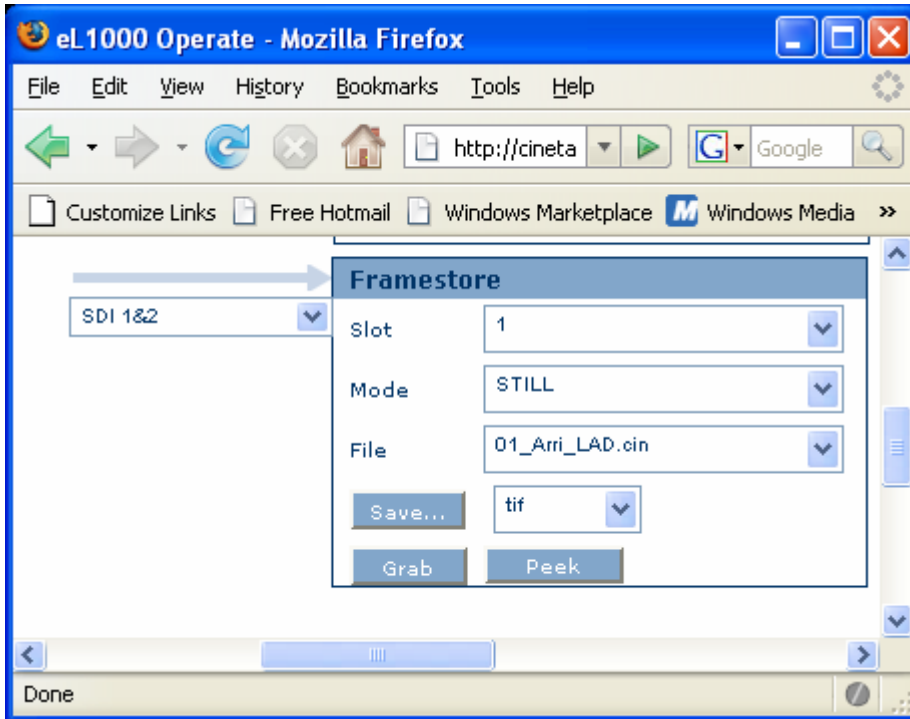 eL1000 Operate - Mozilla Firefox
File Edit View History Bookmarks Tools Help
http://cineta G Google
Customize Links Free Hotmail M Windows Marketplace Windows Media »
Framestore
SDI 1&2
Slot 1
Mode STILL
File 01_Arri_LAD.cin
Save... tif
Grab Peek
Done